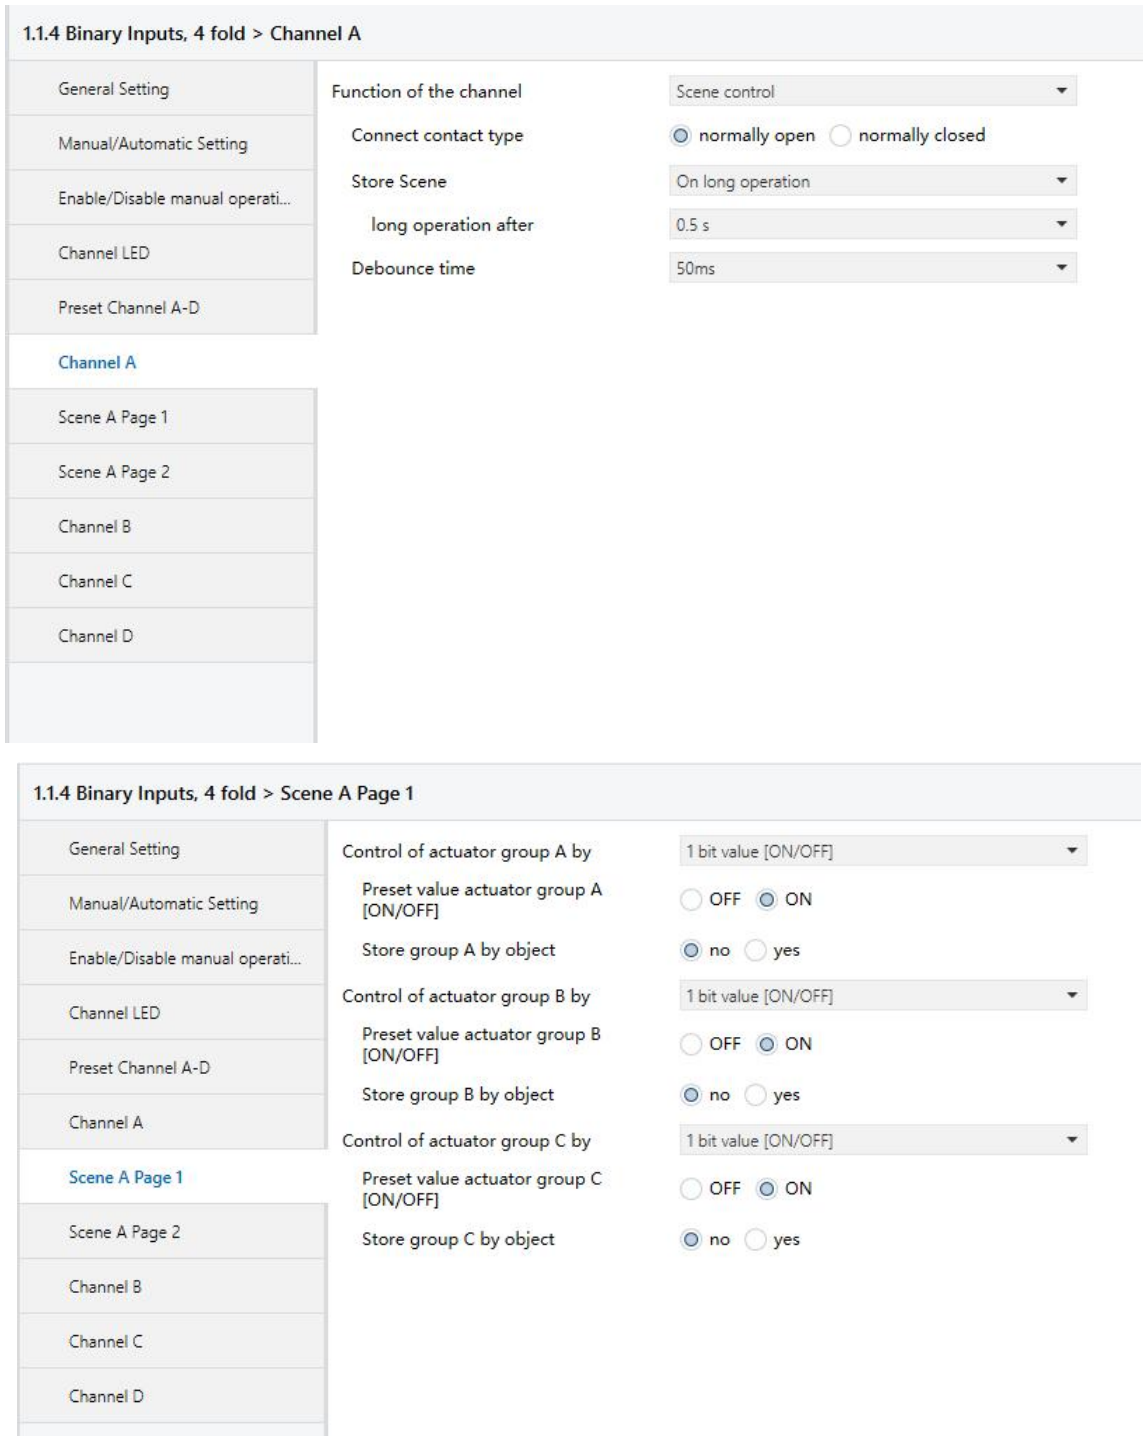 1.1.4 Binary Inputs, 4 fold > Channel A
General Setting
Manual/Automatic Setting
Enable/Disable manual operati...
Channel LED
Preset Channel A-D
Channel A
Scene A Page 1
Scene A Page 2
Channel B
Channel C
Channel D
Function of the channel Scene control
Connect contact type normally open normally closed
Store Scene On long operation
long operation after 0.5 s
Debounce time 50ms
1.1.4 Binary Inputs, 4 fold > Scene A Page 1
General Setting
Manual/Automatic Setting
Enable/Disable manual operati...
Channel LED
Preset Channel A-D
Channel A
Scene A Page 1
Scene A Page 2
Channel B
Channel C
Channel D
Control of actuator group A by 1 bit value [ON/OFF]
Preset value actuator group A
[ON/OFF] OFF ON
Store group A by object no yes
Control of actuator group B by 1 bit value [ON/OFF]
Preset value actuator group B
[ON/OFF] OFF ON
Store group B by object no yes
Control of actuator group C by 1 bit value [ON/OFF]
Preset value actuator group C
[ON/OFF] OFF ON
Store group C by object no yes